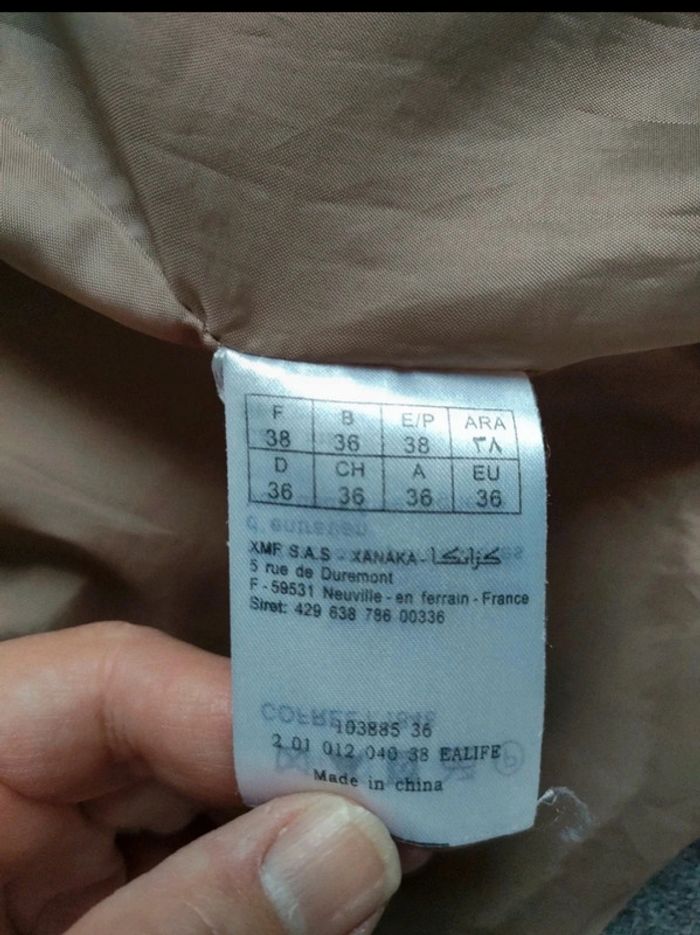 F B E/P ARA
38 36 38 ٣٨
D CH A EU
36 36 36 36
XMF S.A.S - XANAKA - كزانكا
5 rue de Duremont
F - 59531 Neuville - en ferrain - France
Siret: 429 638 786 00336
103885 36
2 01 012 040 38 EALIFE
Made in china